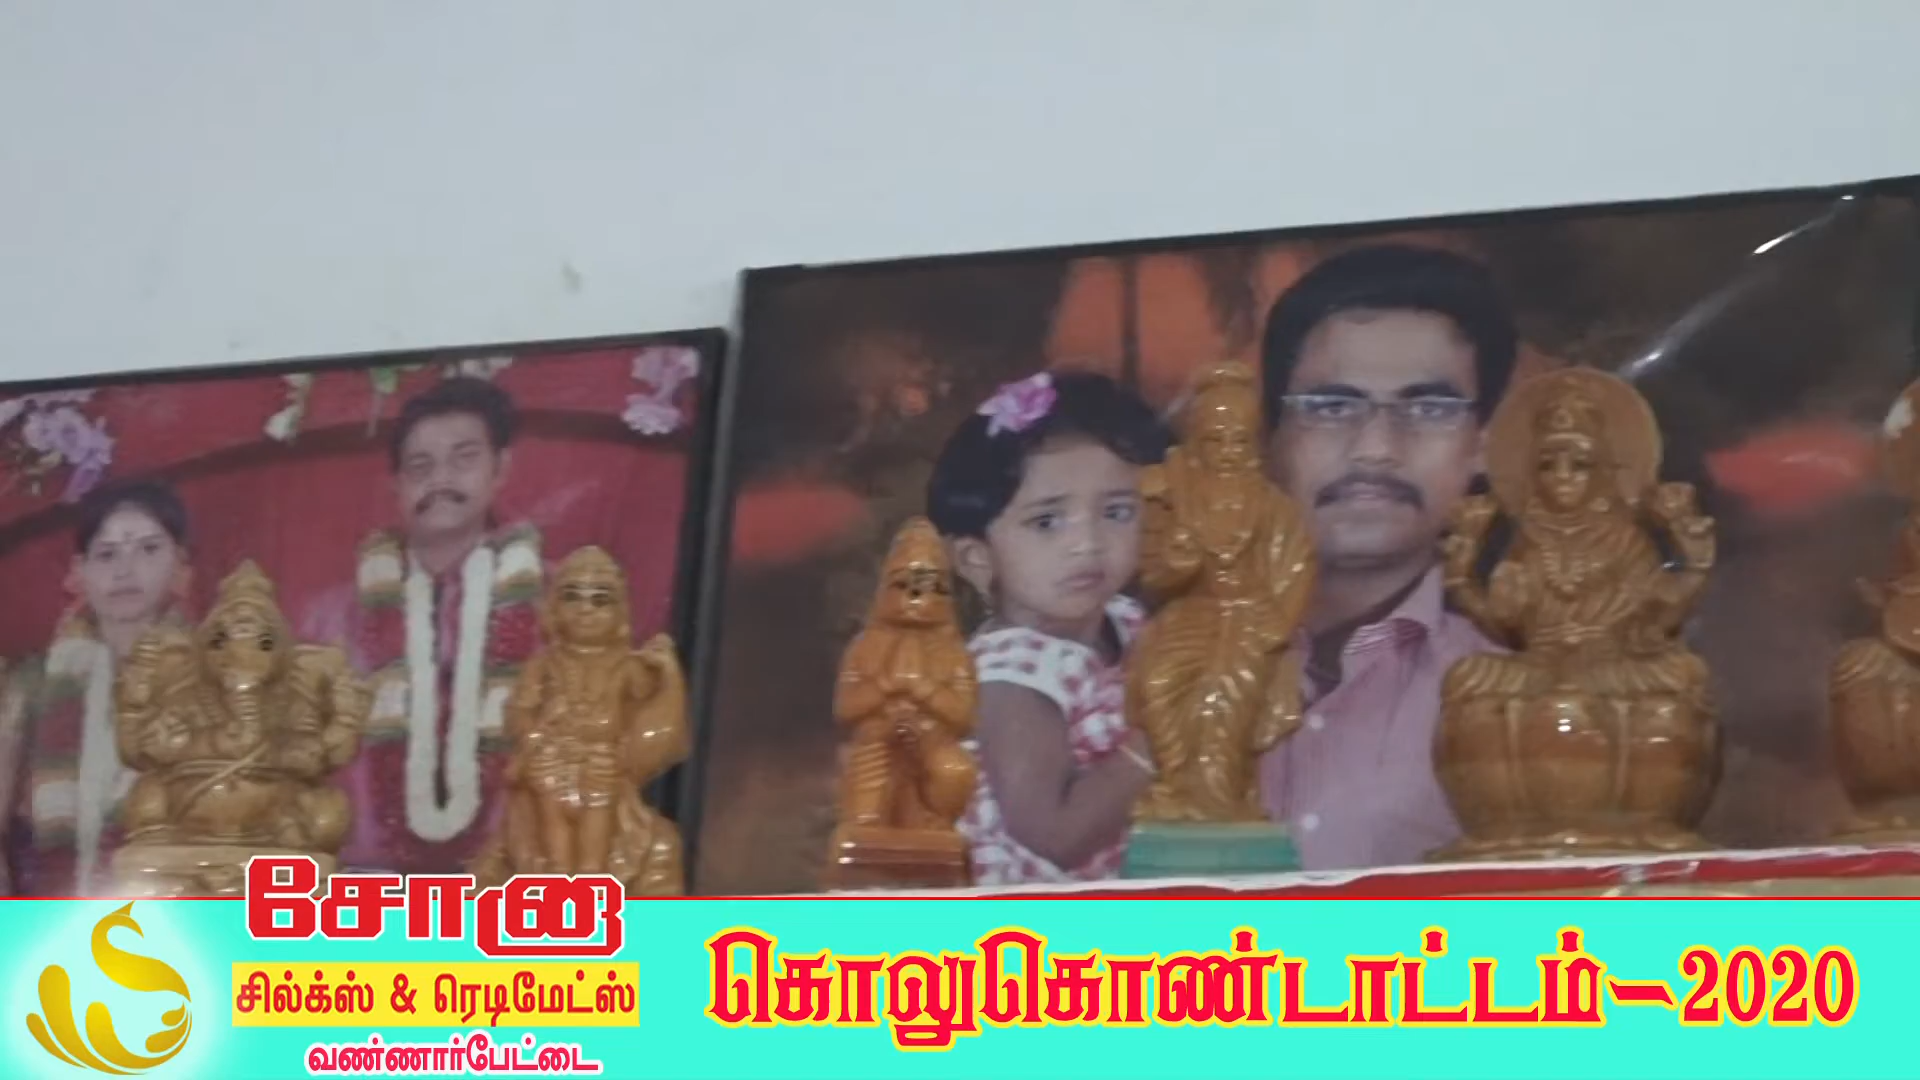 சோனா
சில்க்ஸ் & ரெடிமேட்ஸ்
வண்ணார்பேட்டை
கொலுகொண்டாட்டம்-2020